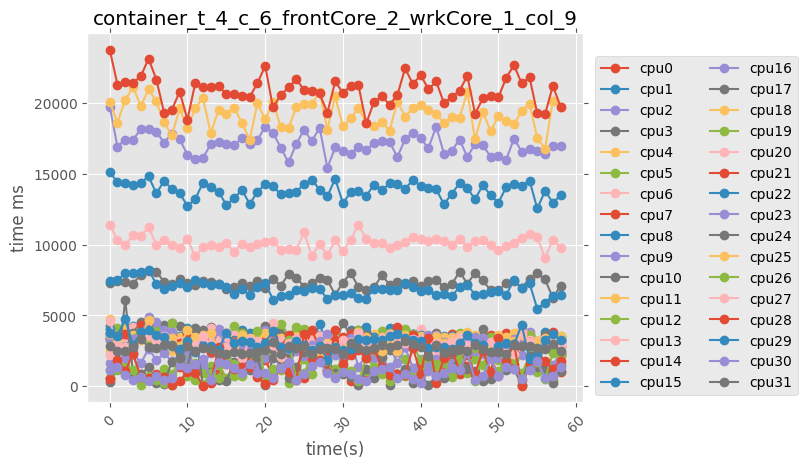 container_t_4_c_6_frontCore_2_wrkCore_1_col_9
time ms
20000
15000
10000
5000
0
0
10
20
30
40
50
60
time(s)
cpu0
cpu1
cpu2
cpu3
cpu4
cpu5
cpu6
cpu7
cpu8
cpu9
cpu10
cpu11
cpu12
cpu13
cpu14
cpu15
cpu16
cpu17
cpu18
cpu19
cpu20
cpu21
cpu22
cpu23
cpu24
cpu25
cpu26
cpu27
cpu28
cpu29
cpu30
cpu31